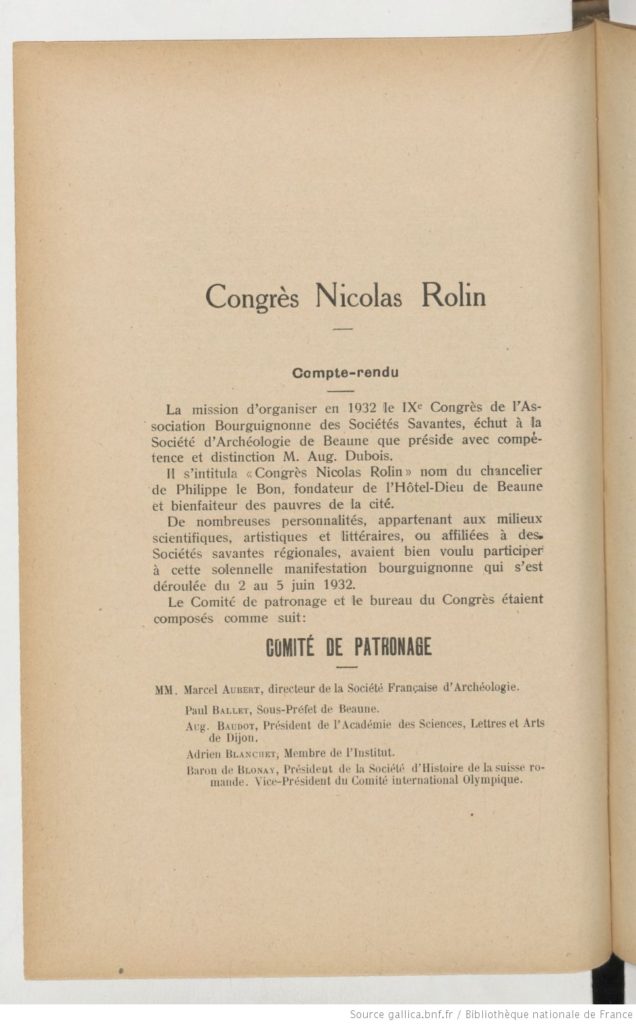 Congrès Nicolas Rolin
Compte-rendu
La mission d'organiser en 1932 le IXe Congrès de l'As-
sociation Bourguignonne des Sociétés Savantes, échut à la
Société d'Archéologie de Beaune que préside avec compé-
tence et distinction M. Aug. Dubois.
Il s'intitula « Congrès Nicolas Rolin » nom du chancelier
de Philippe le Bon, fondateur de l'Hôtel-Dieu de Beaune
et bienfaiteur des pauvres de la cité.
De nombreuses personnalités, appartenant aux milieux
scientifiques, artistiques et littéraires, ou affiliées à des
Sociétés savantes régionales, avaient bien voulu participer
à cette solennelle manifestation bourguignonne qui s'est
déroulée du 2 au 5 juin 1932.
Le Comité de patronage et le bureau du Congrès étaient
composés comme suit:
COMITÉ DE PATRONAGE
MM. Marcel AUBERT, directeur de la Société Française d'Archéologie.
Paul BALLET, Sous-Préfet de Beaune.
Aug. BAUDOT, Président de l'Académie des Sciences, Lettres et Arts
de Dijon.
Adrien BLANCHET, Membre de l'Institut.
Baron de BLONAY, Président de la Société d'Histoire de la suisse ro-
mande. Vice-Président du Comité international Olympique.
Source gallica.bnf.fr / Bibliothèque nationale de France